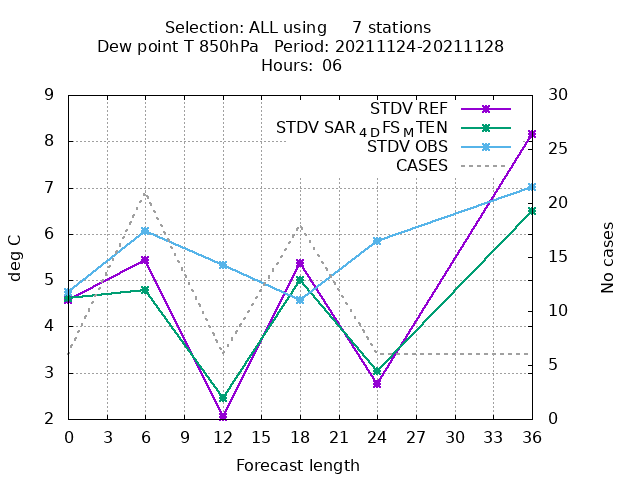 Selection: ALL using     7 stations
Dew point T 850hPa   Period: 20211124-20211128
Hours: 06
STDV REF
STDV SAR4DFSMTEN
STDV OBS
CASES
9
8
7
6
5
4
3
2
30
25
20
15
10
5
0
deg C
No cases
0 3 6 9 12 15 18 21 24 27 30 33 36
Forecast length